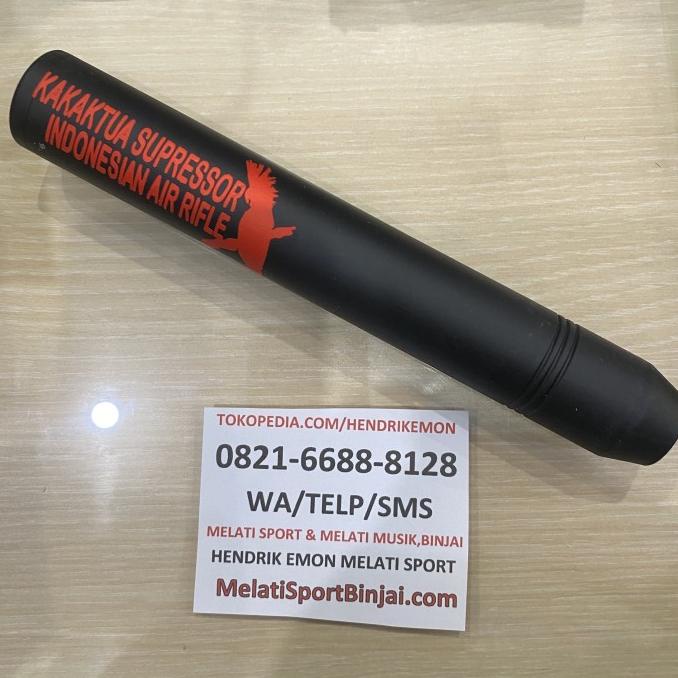 KAKAKTUA SUPRESSOR
INDONESIAN AIR RIFLE
TOKOPEDIA.COM/HENDRIKEMON
0821-6688-8128
WA/TELP/SMS
MELATI SPORT & MELATI MUSIK,BINJAI
HENDRIK EMON MELATI SPORT
MelatiSportBinjai.com